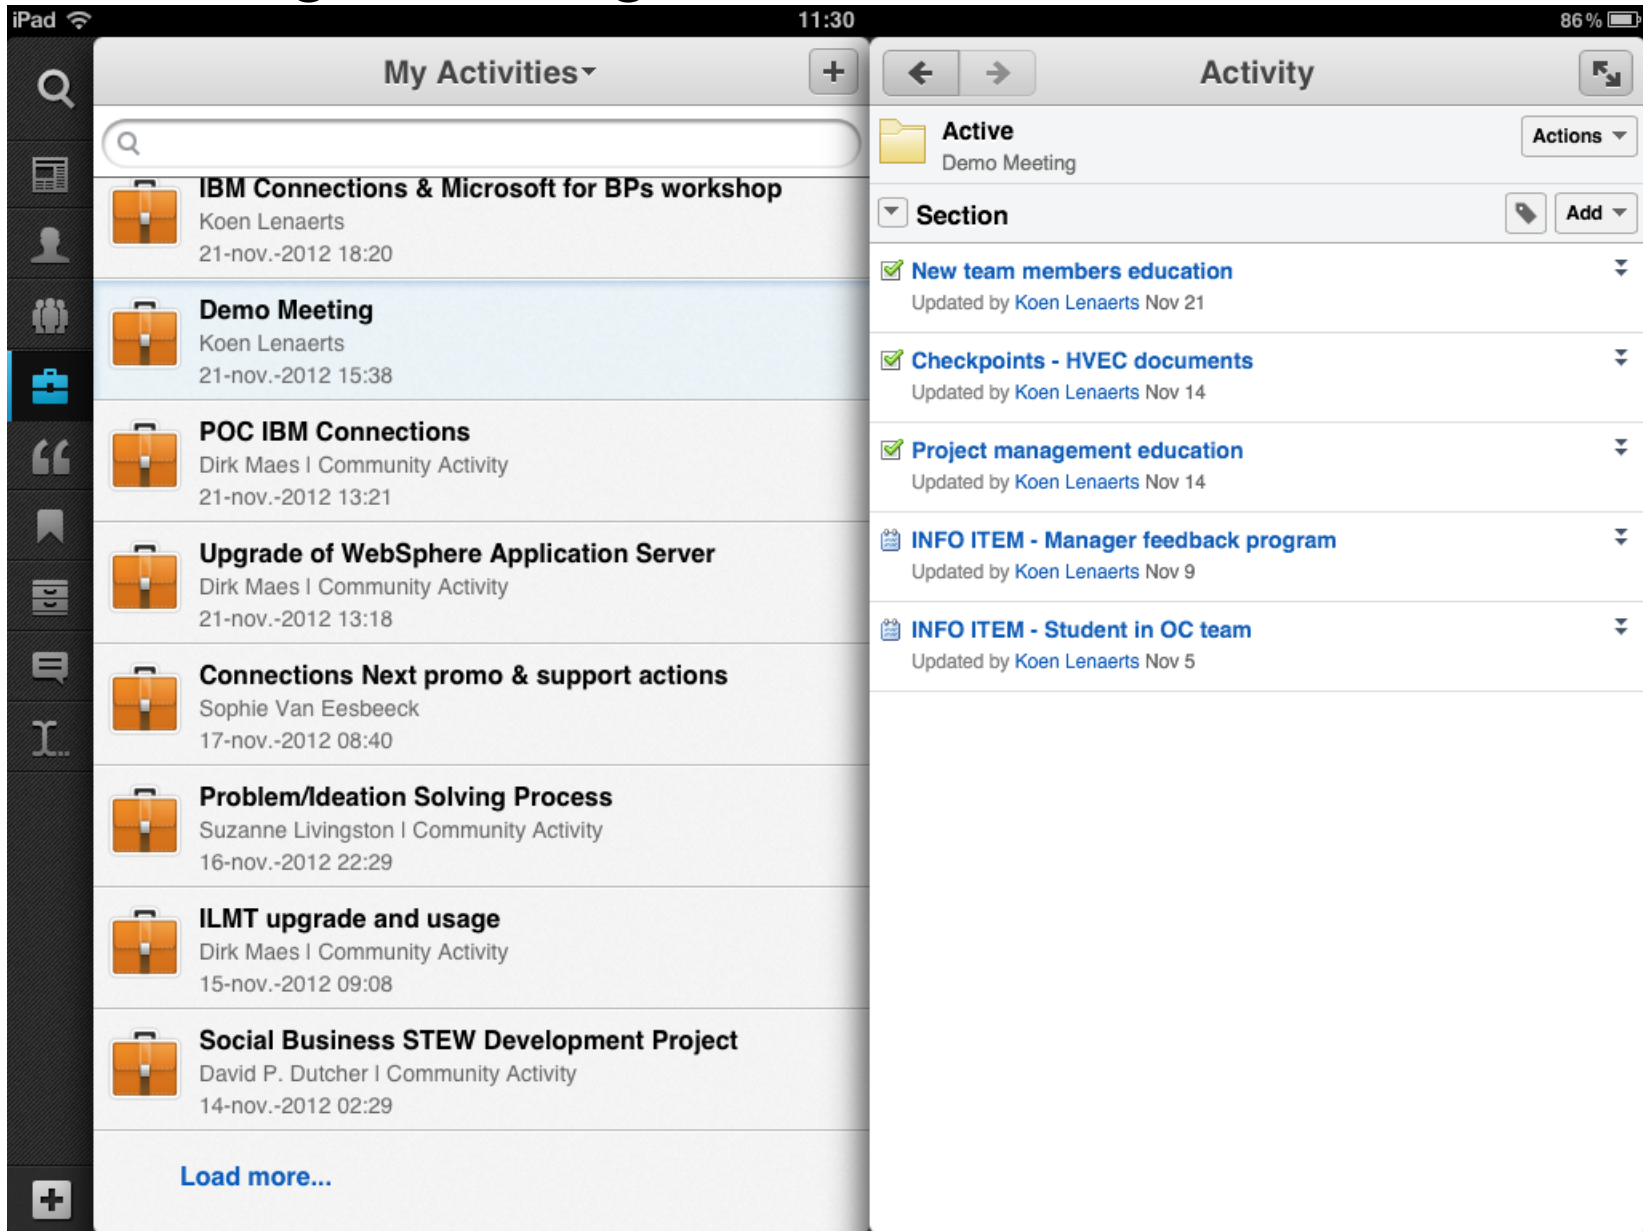 iPad
11:30
86%
My Activities
+
Activity
IBM Connections & Microsoft for BPs workshop
Koen Lenaerts
21-nov.-2012 18:20
Demo Meeting
Koen Lenaerts
21-nov.-2012 15:38
POC IBM Connections
Dirk Maes | Community Activity
21-nov.-2012 13:21
Upgrade of WebSphere Application Server
Dirk Maes | Community Activity
21-nov.-2012 13:18
Connections Next promo & support actions
Sophie Van Eesbeeck
17-nov.-2012 08:40
Problem/Ideation Solving Process
Suzanne Livingston | Community Activity
16-nov.-2012 22:29
ILMT upgrade and usage
Dirk Maes | Community Activity
15-nov.-2012 09:08
Social Business STEW Development Project
David P. Dutcher | Community Activity
14-nov.-2012 02:29
Load more...
Active
Demo Meeting
Actions
Section
Add
New team members education
Updated by Koen Lenaerts Nov 21
Checkpoints - HVEC documents
Updated by Koen Lenaerts Nov 14
Project management education
Updated by Koen Lenaerts Nov 14
INFO ITEM - Manager feedback program
Updated by Koen Lenaerts Nov 9
INFO ITEM - Student in OC team
Updated by Koen Lenaerts Nov 5